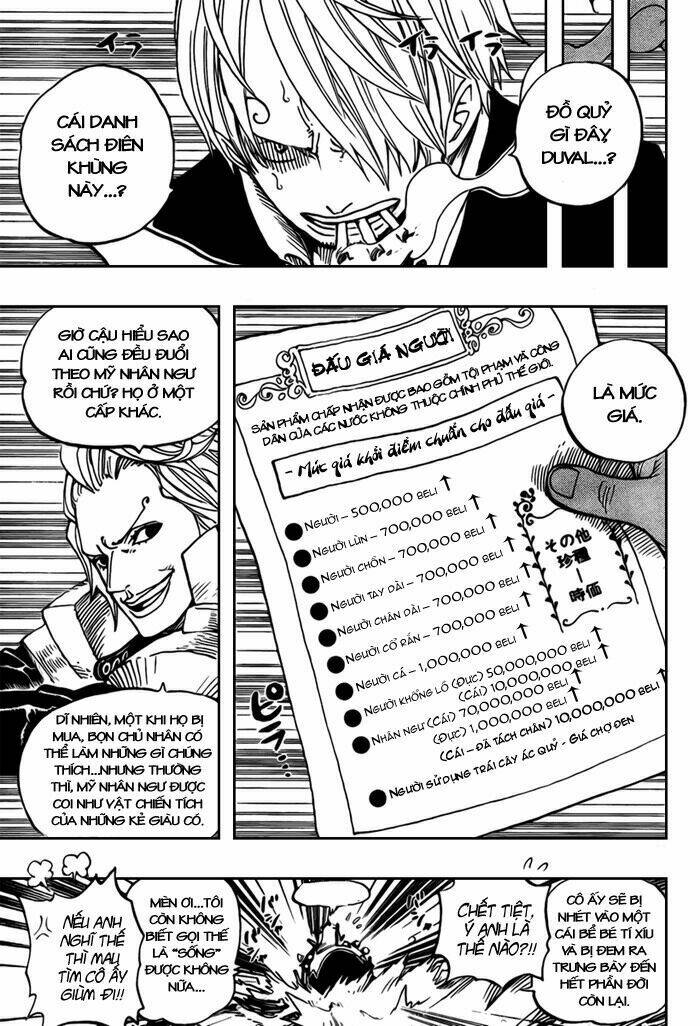 イラ
イラ
ĐỒ QUỶ
GÌ ĐÂY,
DUVAL...?
CÁI DANH
SÁCH ĐIÊN
KHÙNG
NÀY...?
LÀ MỨC
GIÁ.
ĐẤU GIÁ NGƯỜI
SẢN PHẨM CHẤP NHẬN ĐƯỢC BAO GỒM TỘI PHẠM VÀ CÔNG
DÂN CỦA CÁC NƯỚC KHÔNG THUỘC CHÍNH PHỦ THẾ GIỚI.
- Mức giá khởi điểm chuẩn cho đấu giá -
● NGƯỜI – 500,000 BELI ↑
● NGƯỜI LÙN – 700,000 BELI ↑
● NGƯỜI CHỒN – 700,000 BELI ↑
● NGƯỜI TAY DÀI – 700,000 BELI ↑
● NGƯỜI CHÂN DÀI – 700,000 BELI ↑
● NGƯỜI CỔ RẮN – 700,000 BELI ↑
● NGƯỜI CÁ – 1,000,000 BELI ↑
● NGƯỜI KHỔNG LỒ (ĐỰC) 50,000,000 BELI ↑
(CÁI) 10,000,000 BELI ↑
● NHÂN NGƯ (CÁI) 70,000,000 BELI ↑
(ĐỰC) 1,000,000 BELI ↑
(CÁI – ĐÃ TÁCH CHÂN) 10,000,000 BELI ↑
● NGƯỜI SỬ DỤNG TRÁI CÂY ÁC QUỶ - GIÁ CHỢ ĐEN
その他
珍種
ー
時価
ピラ...
GIỜ CẬU HIỂU SAO
AI CŨNG ĐỀU ĐUỔI
THEO MỸ NHÂN NGƯ
RỒI CHỨ? HỌ Ở MỘT
CẤP KHÁC.
DĨ NHIÊN, MỘT KHI HỌ BỊ
MUA, BỌN CHỦ NHÂN CÓ
THỂ LÀM NHỮNG GÌ CHÚNG
THÍCH...NHƯNG THƯỜNG
THÌ, MỸ NHÂN NGƯ ĐƯỢC
COI NHƯ VẬT CHIẾN TÍCH
CỦA NHỮNG KẺ GIÀU CÓ.
CÔ ẤY SẼ BỊ
NHÉT VÀO MỘT
CÁI BỂ BÉ TÍ XÍU
VÀ BỊ ĐEM RA
TRƯNG BÀY ĐẾN
HẾT PHẦN ĐỜI
CÒN LẠI.
CHẾT TIỆT,
Ý ANH LÀ
THẾ NÀO?!!
MÈN ƠI...TÔI
CÒN KHÔNG
BIẾT GỌI THẾ
LÀ "SỐNG"
ĐƯỢC KHÔNG
NỮA...
NẾU ANH
NGHĨ THẾ
THÌ MAU
TÌM CÔ ẤY
GIÙM ĐI!!